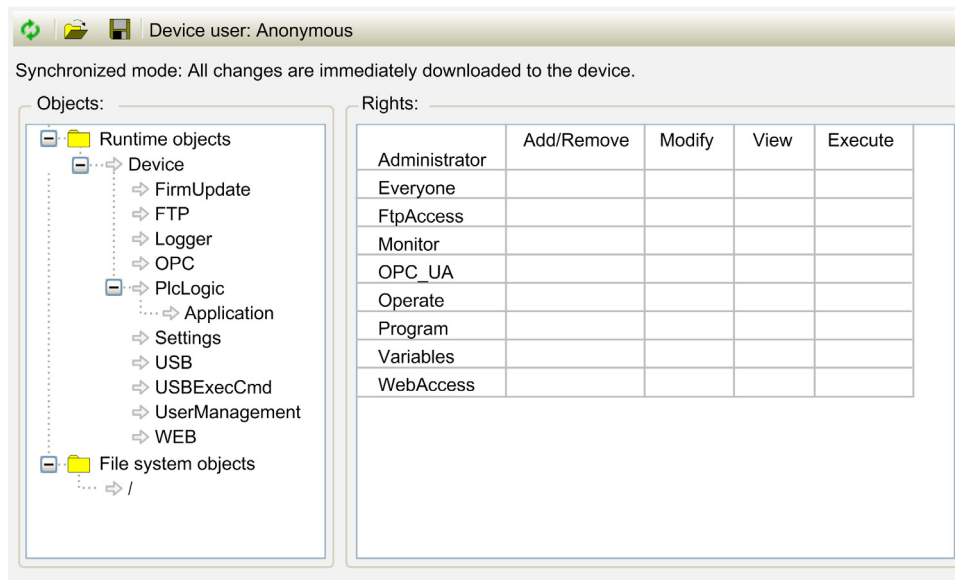 Device user: Anonymous
Synchronized mode: All changes are immediately downloaded to the device.
Objects:
Runtime objects
Device
FirmUpdate
FTP
Logger
OPC
PlcLogic
Application
Settings
USB
USBExecCmd
UserManagement
WEB
File system objects
/
Rights:
Add/Remove Modify View Execute
Administrator
Everyone
FtpAccess
Monitor
OPC_UA
Operate
Program
Variables
WebAccess